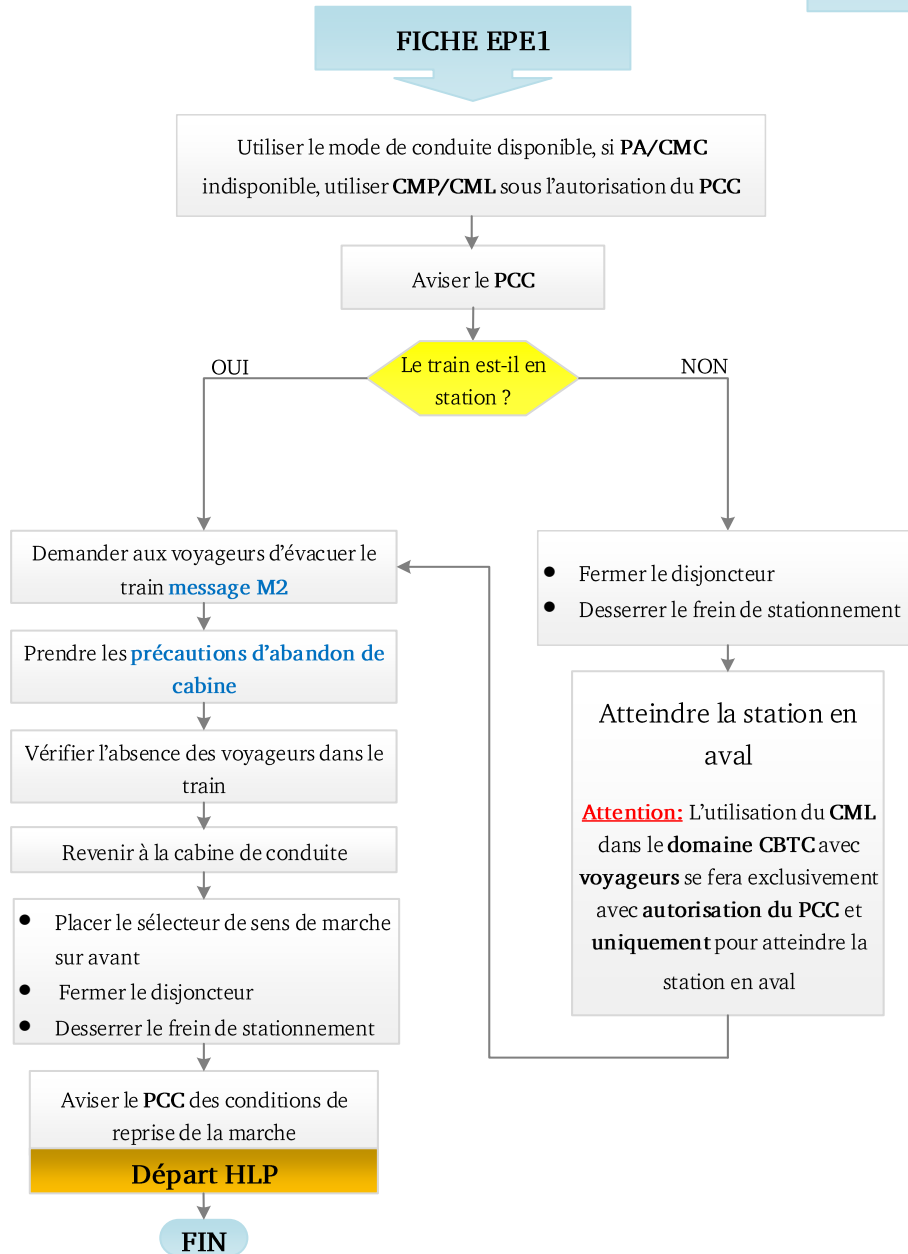 FICHE EPE1
Utiliser le mode de conduite disponible, si PA/CMC
indisponible, utiliser CMP/CML sous l'autorisation du PCC
Aviser le PCC
Le train est-il en
station ?
OUI
NON
Demander aux voyageurs d'évacuer le
train message M2
Prendre les précautions d'abandon de
cabine
Vérifier l'absence des voyageurs dans le
train
Revenir à la cabine de conduite
• Placer le sélecteur de sens de marche
sur avant
• Fermer le disjoncteur
• Desserrer le frein de stationnement
Aviser le PCC des conditions de
reprise de la marche
Départ HLP
FIN
• Fermer le disjoncteur
• Desserrer le frein de stationnement
Atteindre la station en
aval
Attention: L'utilisation du CML
dans le domaine CBTC avec
voyageurs se fera exclusivement
avec autorisation du PCC et
uniquement pour atteindre la
station en aval